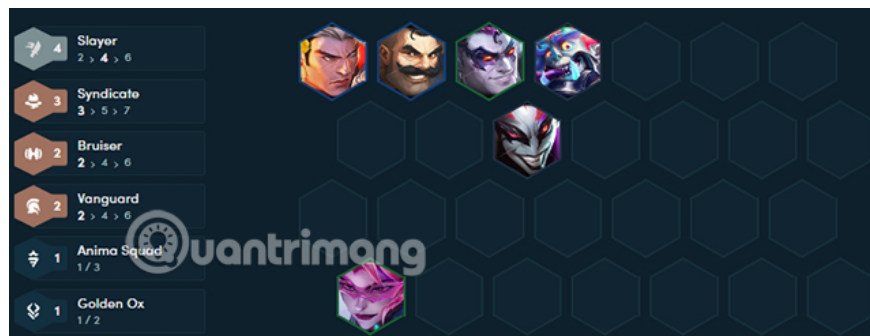 4 Slayer
2 > 4 > 6
3 Syndicate
3 > 5 > 7
2 Bruiser
2 > 4 > 6
2 Vanguard
2 > 4 > 6
Quantrimang
1 Anima Squad
1 / 3
1 Golden Ox
1 / 2